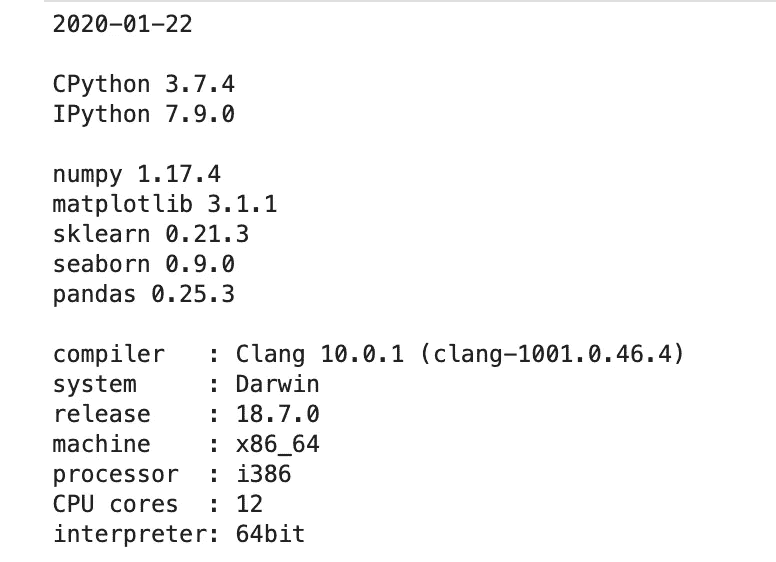 2020-01-22
CPython 3.7.4
IPython 7.9.0
numpy 1.17.4
matplotlib 3.1.1
sklearn 0.21.3
seaborn 0.9.0
pandas 0.25.3
compiler   : Clang 10.0.1 (clang-1001.0.46.4)
system     : Darwin
release    : 18.7.0
machine    : x86_64
processor  : i386
CPU cores  : 12
interpreter: 64bit